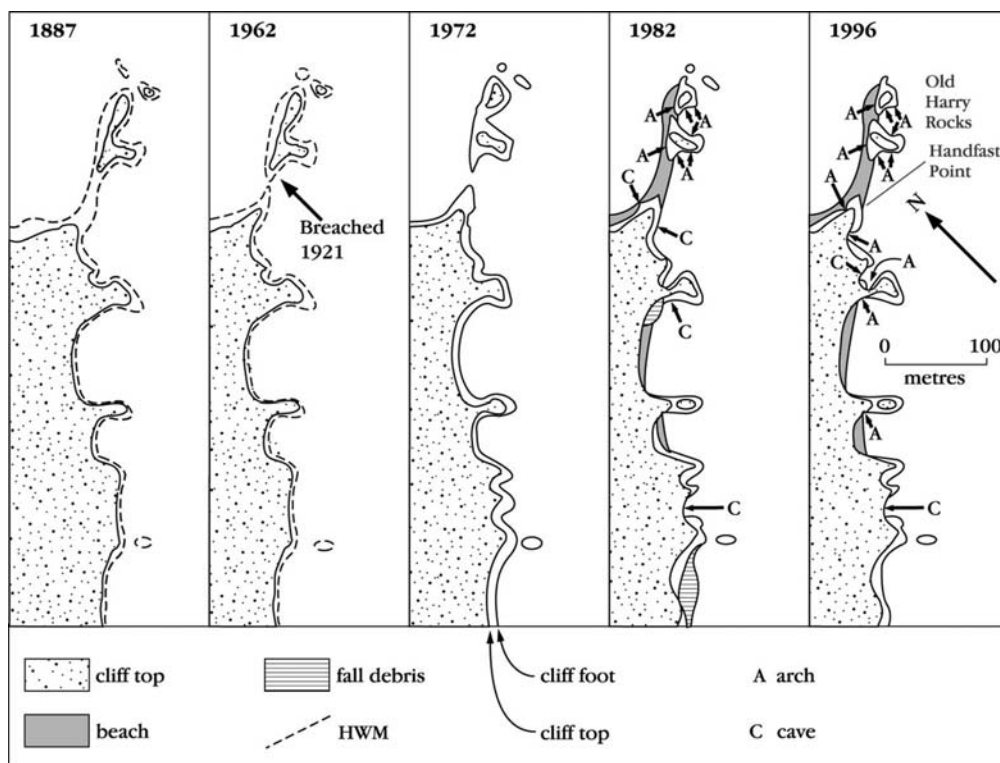 1887
1962
1972
1982
1996
Breached
1921
A
A
A
A
A
A
C
C
C
C
Old
Harry
Rocks
Handfast
Point
N
A
A
A
A
A
A
A
C
A
A
A
C
0 100
metres
cliff top
beach
fall debris
HWM
cliff foot
cliff top
A arch
C cave